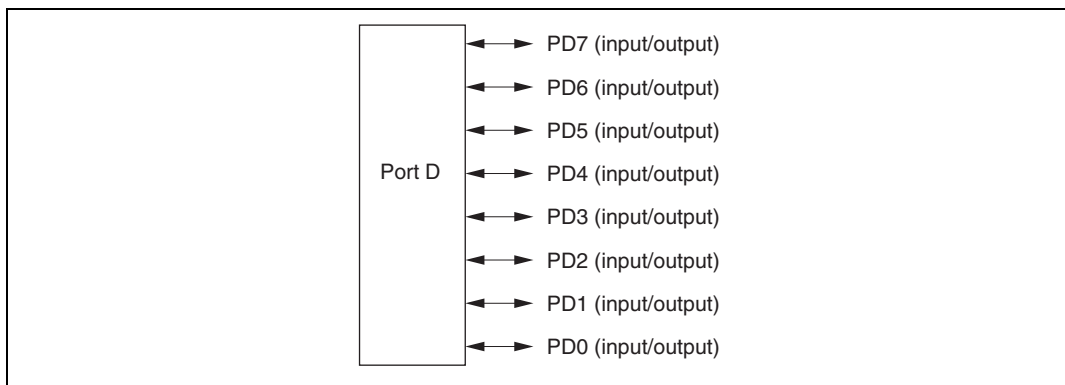 PD7 (input/output)
PD6 (input/output)
PD5 (input/output)
Port D
PD4 (input/output)
PD3 (input/output)
PD2 (input/output)
PD1 (input/output)
PD0 (input/output)